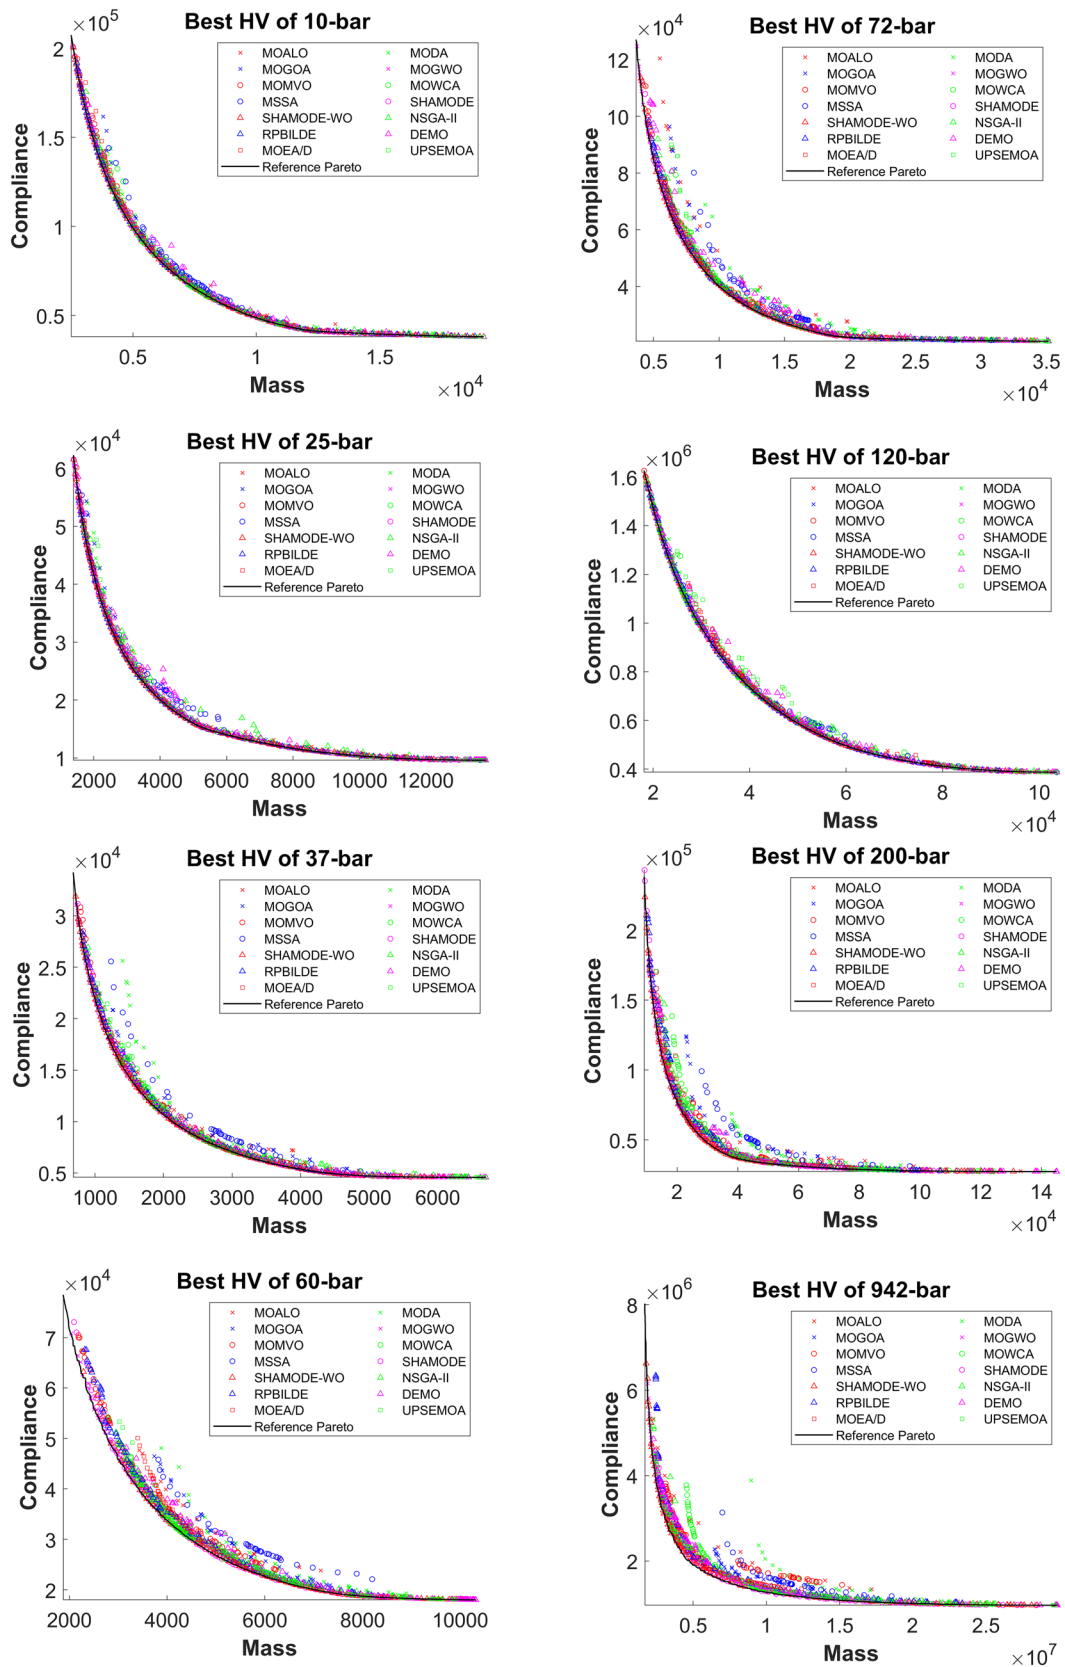 Best HV of 10-bar
×10^5
MOALO MODA
MOGOA MOGWO
MOMVO MOWCA
MSSA SHAMODE
SHAMODE-WO NSGA-II
RPBILDE DEMO
MOEA/D UPSEMOA
Reference Pareto
Compliance
2
1.5
1
0.5
0.5 1 1.5
Mass
×10^4
Best HV of 72-bar
×10^4
MOALO MODA
MOGOA MOGWO
MOMVO MOWCA
MSSA SHAMODE
SHAMODE-WO NSGA-II
RPBILDE DEMO
MOEA/D UPSEMOA
Reference Pareto
Compliance
12
10
8
6
4
0.5 1 1.5 2 2.5 3 3.5
Mass
×10^4
Best HV of 25-bar
×10^4
MOALO MODA
MOGOA MOGWO
MOMVO MOWCA
MSSA SHAMODE
SHAMODE-WO NSGA-II
RPBILDE DEMO
MOEA/D UPSEMOA
Reference Pareto
Compliance
6
5
4
3
2
1
2000 4000 6000 8000 10000 12000
Mass
Best HV of 120-bar
×10^6
MOALO MODA
MOGOA MOGWO
MOMVO MOWCA
MSSA SHAMODE
SHAMODE-WO NSGA-II
RPBILDE DEMO
MOEA/D UPSEMOA
Reference Pareto
Compliance
1.6
1.4
1.2
1
0.8
0.6
0.4
2 4 6 8 10
Mass
×10^4
Best HV of 37-bar
×10^4
MOALO MODA
MOGOA MOGWO
MOMVO MOWCA
MSSA SHAMODE
SHAMODE-WO NSGA-II
RPBILDE DEMO
MOEA/D UPSEMOA
Reference Pareto
Compliance
3
2.5
2
1.5
1
0.5
1000 2000 3000 4000 5000 6000
Mass
Best HV of 200-bar
×10^5
MOALO MODA
MOGOA MOGWO
MOMVO MOWCA
MSSA SHAMODE
SHAMODE-WO NSGA-II
RPBILDE DEMO
MOEA/D UPSEMOA
Reference Pareto
Compliance
2
1.5
1
0.5
2 4 6 8 10 12 14
Mass
×10^4
Best HV of 60-bar
×10^4
MOALO MODA
MOGOA MOGWO
MOMVO MOWCA
MSSA SHAMODE
SHAMODE-WO NSGA-II
RPBILDE DEMO
MOEA/D UPSEMOA
Reference Pareto
Compliance
7
6
5
4
3
2
2000 4000 6000 8000 10000
Mass
Best HV of 942-bar
×10^6
MOALO MODA
MOGOA MOGWO
MOMVO MOWCA
MSSA SHAMODE
SHAMODE-WO NSGA-II
RPBILDE DEMO
MOEA/D UPSEMOA
Reference Pareto
Compliance
8
6
4
2
0.5 1 1.5 2 2.5
Mass
×10^7